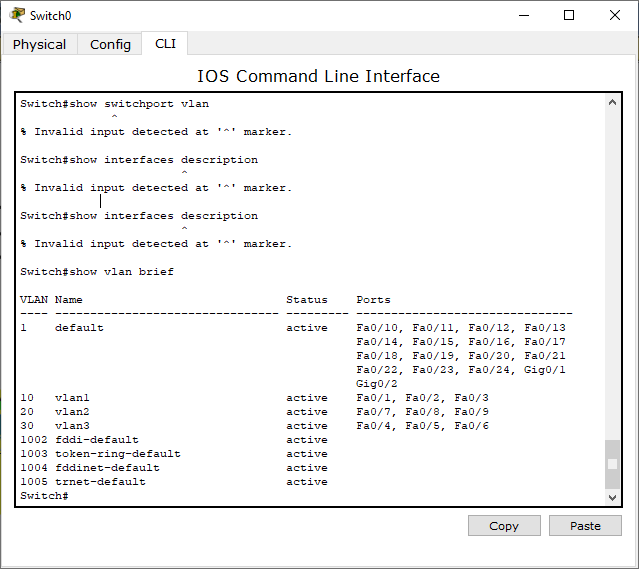 Switch0
Physical Config CLI
IOS Command Line Interface
Switch#show switchport vlan
^
% Invalid input detected at '^' marker.
Switch#show interfaces description
^
% Invalid input detected at '^' marker.
Switch#show interfaces description
^
% Invalid input detected at '^' marker.
Switch#show vlan brief
VLAN Name Status Ports
---- -------------------------------- --------- -------------------------------
1 default active Fa0/10, Fa0/11, Fa0/12, Fa0/13
Fa0/14, Fa0/15, Fa0/16, Fa0/17
Fa0/18, Fa0/19, Fa0/20, Fa0/21
Fa0/22, Fa0/23, Fa0/24, Gig0/1
Gig0/2
10 vlan1 active Fa0/1, Fa0/2, Fa0/3
20 vlan2 active Fa0/7, Fa0/8, Fa0/9
30 vlan3 active Fa0/4, Fa0/5, Fa0/6
1002 fddi-default active
1003 token-ring-default active
1004 fddinet-default active
1005 trnet-default active
Switch#
Copy Paste